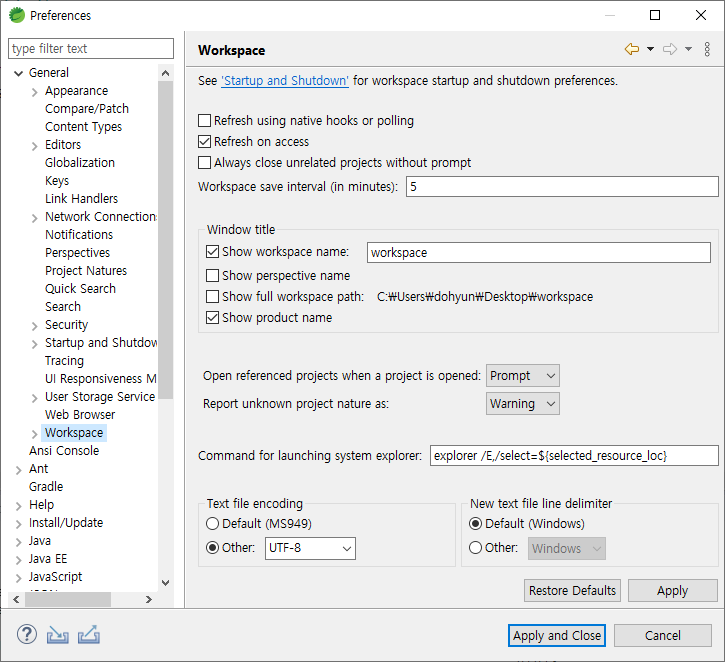 Preferences
type filter text
General
Appearance
Compare/Patch
Content Types
Editors
Globalization
Keys
Link Handlers
Network Connection
Notifications
Perspectives
Project Natures
Quick Search
Search
Security
Startup and Shutdow
Tracing
UI Responsiveness M
User Storage Service
Web Browser
Workspace
Ansi Console
Ant
Gradle
Help
Install/Update
Java
Java EE
JavaScript
Workspace
See 'Startup and Shutdown' for workspace startup and shutdown preferences.
Refresh using native hooks or polling
Refresh on access
Always close unrelated projects without prompt
Workspace save interval (in minutes): 5
Window title
Show workspace name: workspace
Show perspective name
Show full workspace path: C:₩Users₩dohyun₩Desktop₩workspace
Show product name
Open referenced projects when a project is opened: Prompt
Report unknown project nature as: Warning
Command for launching system explorer: explorer /E,/select=${selected_resource_loc}
Text file encoding
Default (MS949)
Other: UTF-8
New text file line delimiter
Default (Windows)
Other: Windows
Restore Defaults
Apply
?
Apply and Close
Cancel